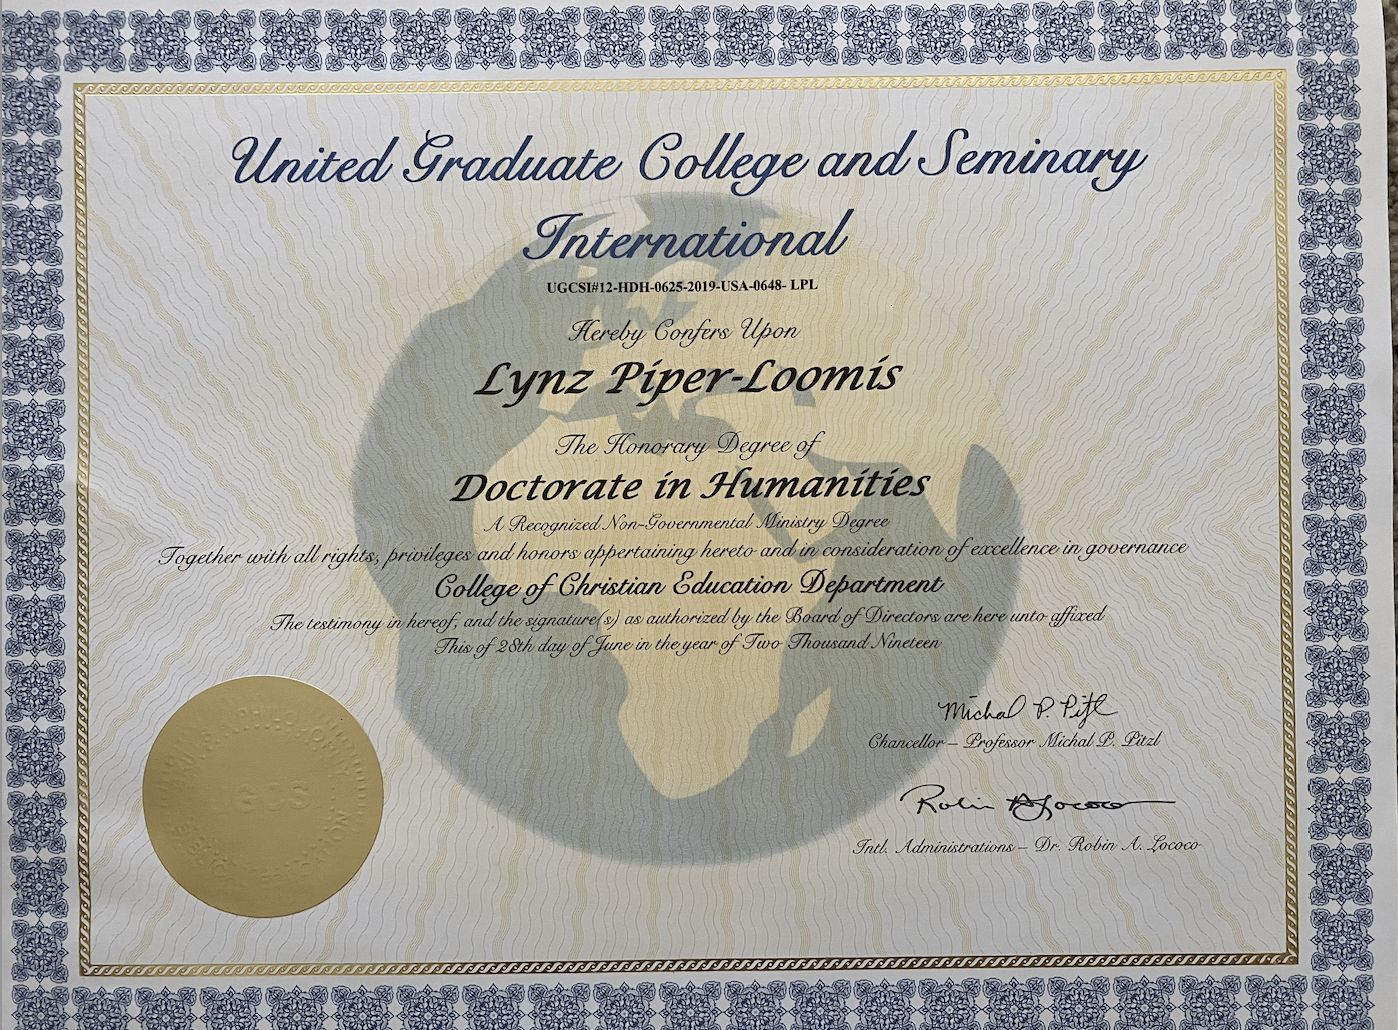 United Graduate College and Seminary
International
UGCSI#12-HDH-0625-2019-USA-0648- LPL
Hereby Confers Upon
Lynz Piper-Loomis
The Honorary Degree of
Doctorate in Humanities
A Recognized Non-Governmental Ministry Degree
Together with all rights, privileges and honors appertaining hereto and in consideration of excellence in governance
College of Christian Education Department
The testimony in hereof, and the signature(s) as authorized by the Board of Directors are here unto affixed
This of 28th day of June in the year of Two Thousand Nineteen
Michal P. Pitzl
Chancellor – Professor Michal P. Pitzl
Robin A Lococo
Intl. Administrations – Dr. Robin A. Lococo